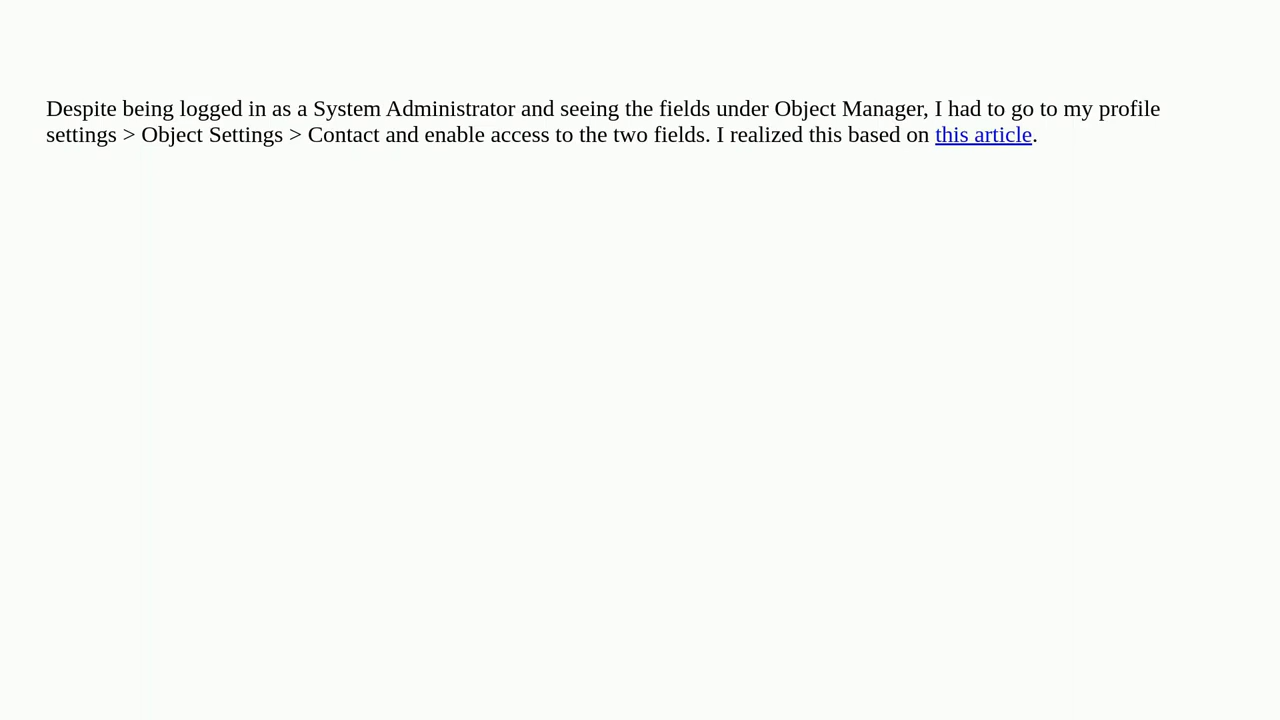 Despite being logged in as a System Administrator and seeing the fields under Object Manager, I had to go to my profile
settings > Object Settings > Contact and enable access to the two fields. I realized this based on this article.